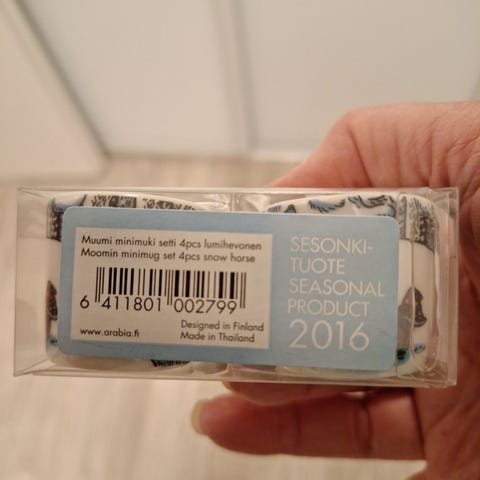 Muumi minimuki setti 4pcs lumihevonen
Moomin minimug set 4pcs snow horse
6 411801 002799
Designed in Finland
www.arabia.fi Made in Thailand
SESONKI-
TUOTE
SEASONAL
PRODUCT
2016